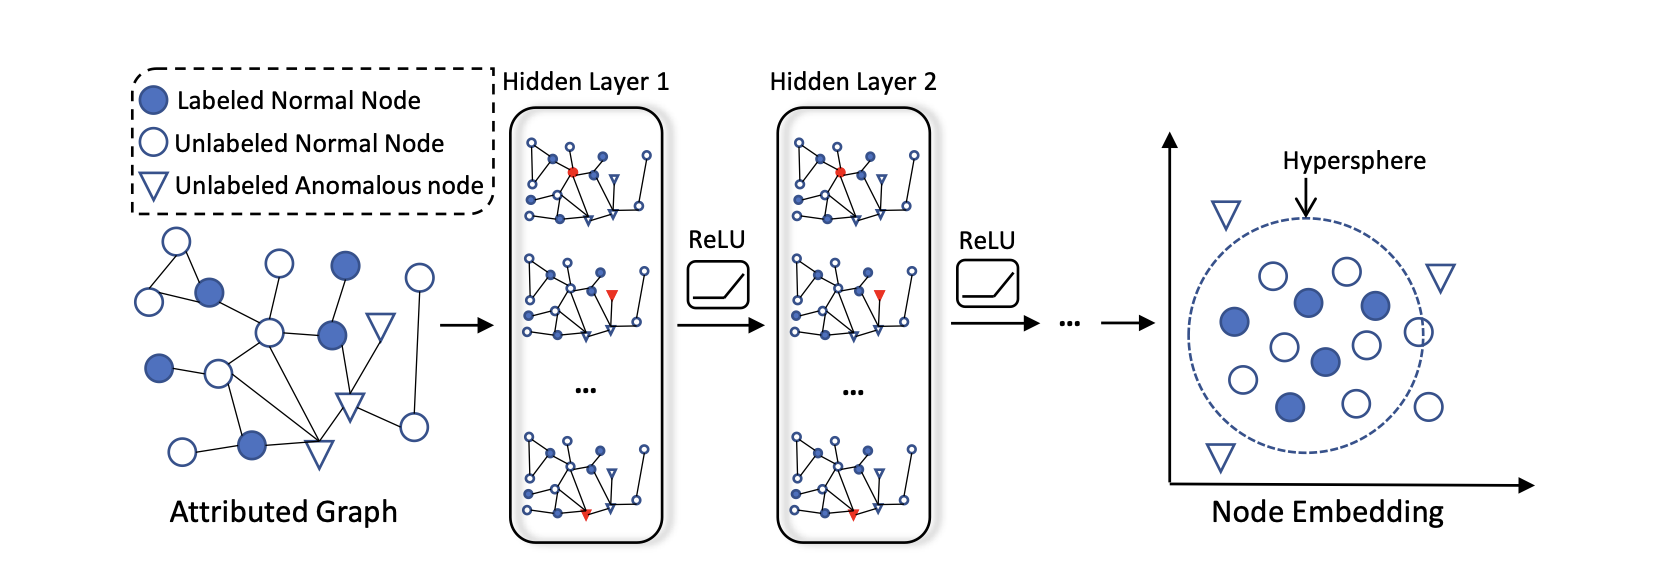 Labeled Normal Node
Unlabeled Normal Node
Unlabeled Anomalous node
Hidden Layer 1
Hidden Layer 2
ReLU
ReLU
...
...
...
Hypersphere
Attributed Graph
Node Embedding